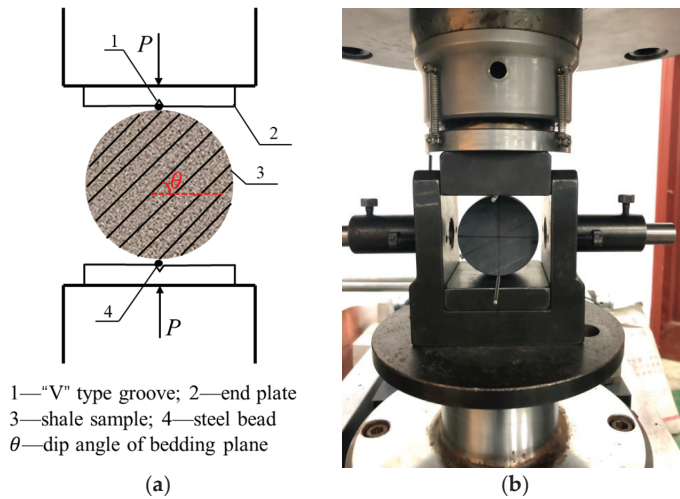 1
P
2
3
θ
4
P
1—“V” type groove; 2—end plate
3—shale sample; 4—steel bead
θ—dip angle of bedding plane
(a) (b)